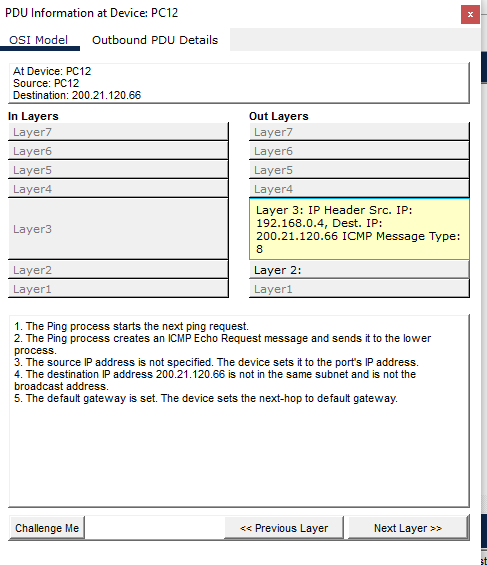 PDU Information at Device: PC12
x
OSI Model Outbound PDU Details
At Device: PC12
Source: PC12
Destination: 200.21.120.66
In Layers Out Layers
Layer7 Layer7
Layer6 Layer6
Layer5 Layer5
Layer4 Layer4
Layer3
Layer 3: IP Header Src. IP:
192.168.0.4, Dest. IP:
200.21.120.66 ICMP Message Type:
8
Layer2 Layer 2:
Layer1 Layer1
1. The Ping process starts the next ping request.
2. The Ping process creates an ICMP Echo Request message and sends it to the lower
process.
3. The source IP address is not specified. The device sets it to the port's IP address.
4. The destination IP address 200.21.120.66 is not in the same subnet and is not the
broadcast address.
5. The default gateway is set. The device sets the next-hop to default gateway.
Challenge Me << Previous Layer Next Layer >>
st